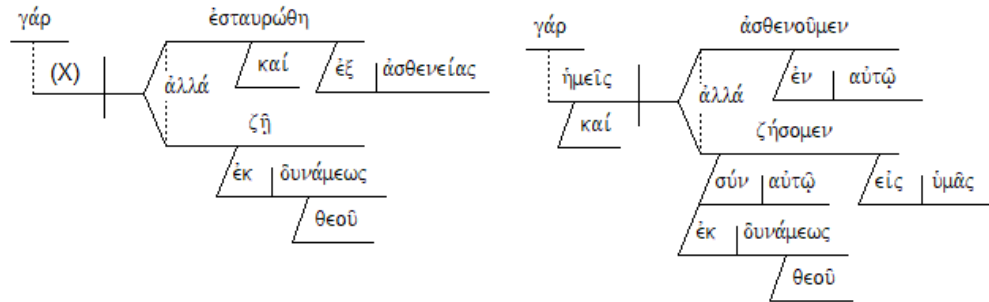 γάρ ἐσταυρώθη
(X) ἀλλά καί ἐξ ἀσθενείας
ζῇ
ἐκ δυνάμεως
θεοῦ
γάρ ἀσθενοῦμεν
ἡμεῖς ἀλλά ἐν αὐτῷ
καί ζήσομεν
σύν αὐτῷ εἰς ὑμᾶς
ἐκ δυνάμεως
θεοῦ